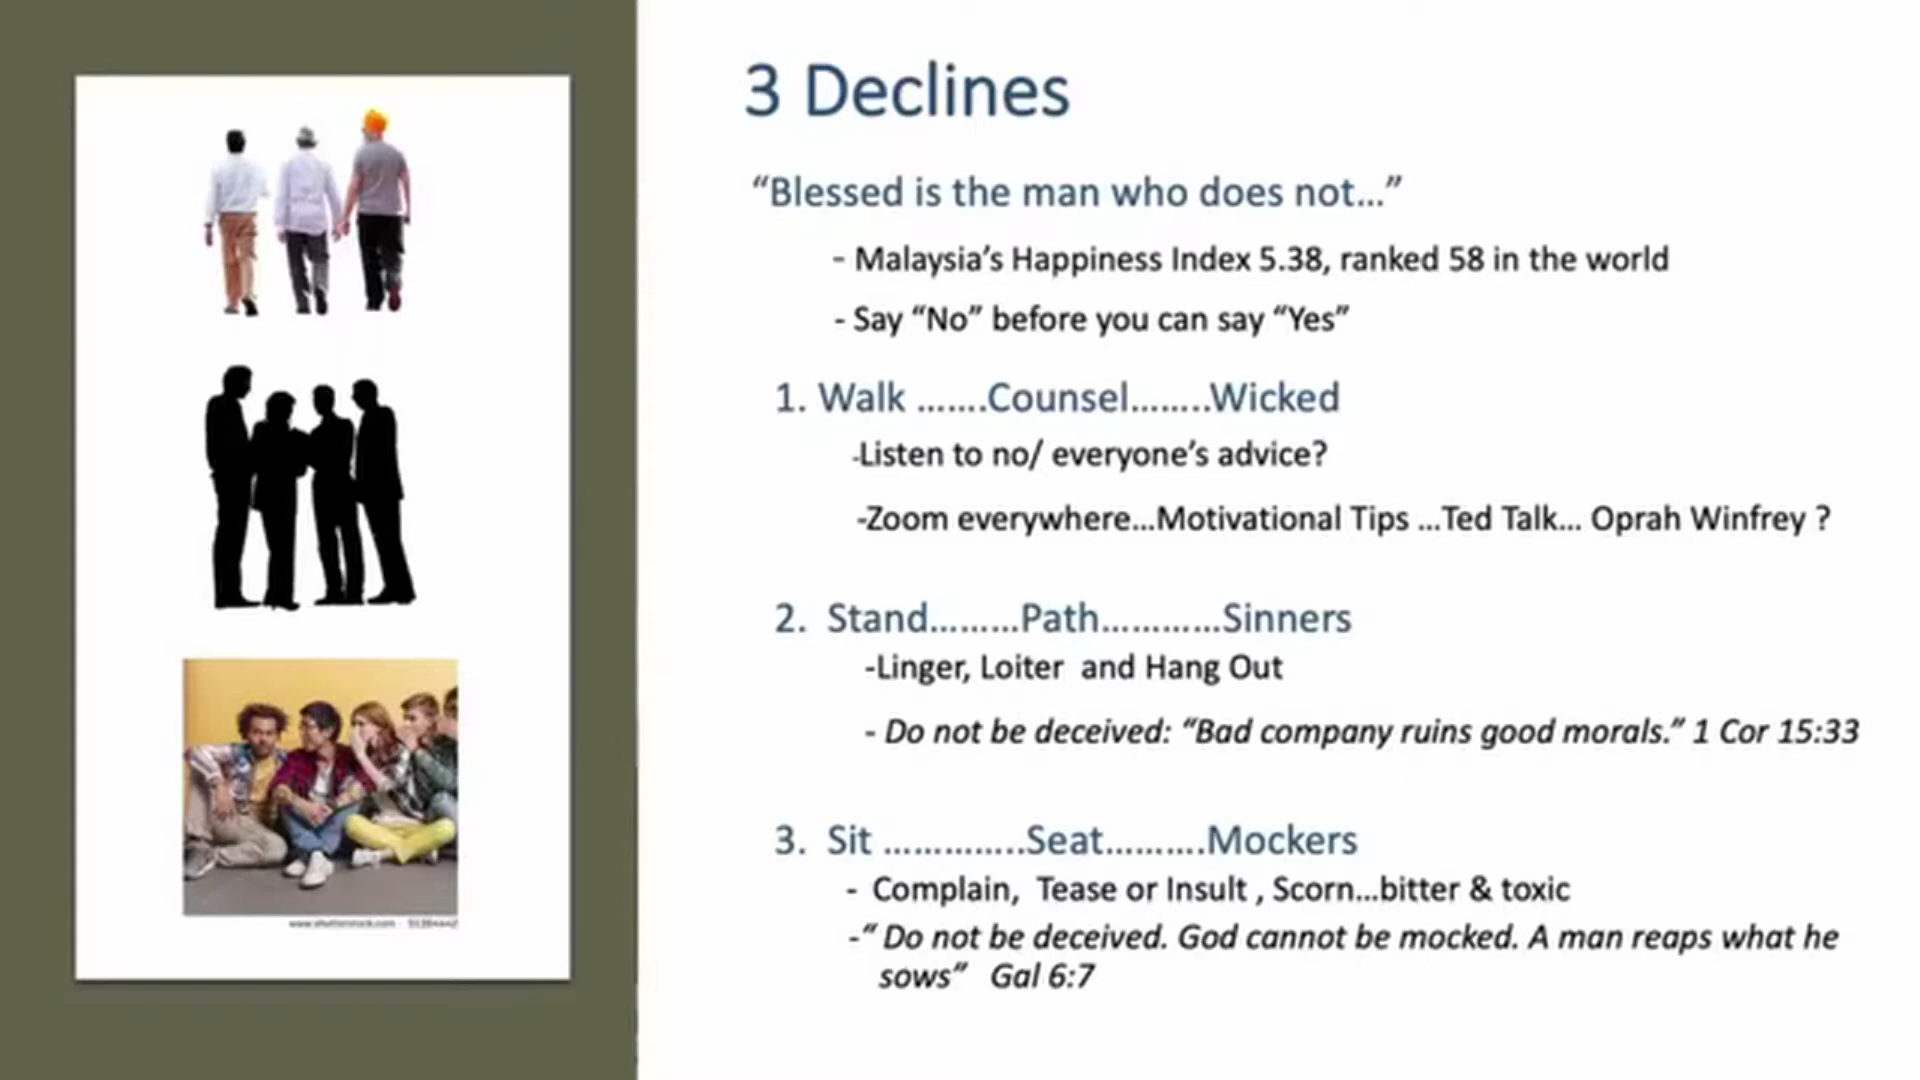 3 Declines
“Blessed is the man who does not...”
- Malaysia’s Happiness Index 5.38, ranked 58 in the world
- Say “No” before you can say “Yes”
1. Walk .......Counsel........Wicked
-Listen to no/ everyone’s advice?
-Zoom everywhere...Motivational Tips ...Ted Talk... Oprah Winfrey ?
2. Stand.........Path............Sinners
-Linger, Loiter and Hang Out
- Do not be deceived: “Bad company ruins good morals.” 1 Cor 15:33
3. Sit ..............Seat..........Mockers
- Complain, Tease or Insult , Scorn...bitter & toxic
-“ Do not be deceived. God cannot be mocked. A man reaps what he
sows” Gal 6:7
www.shutterstock.com